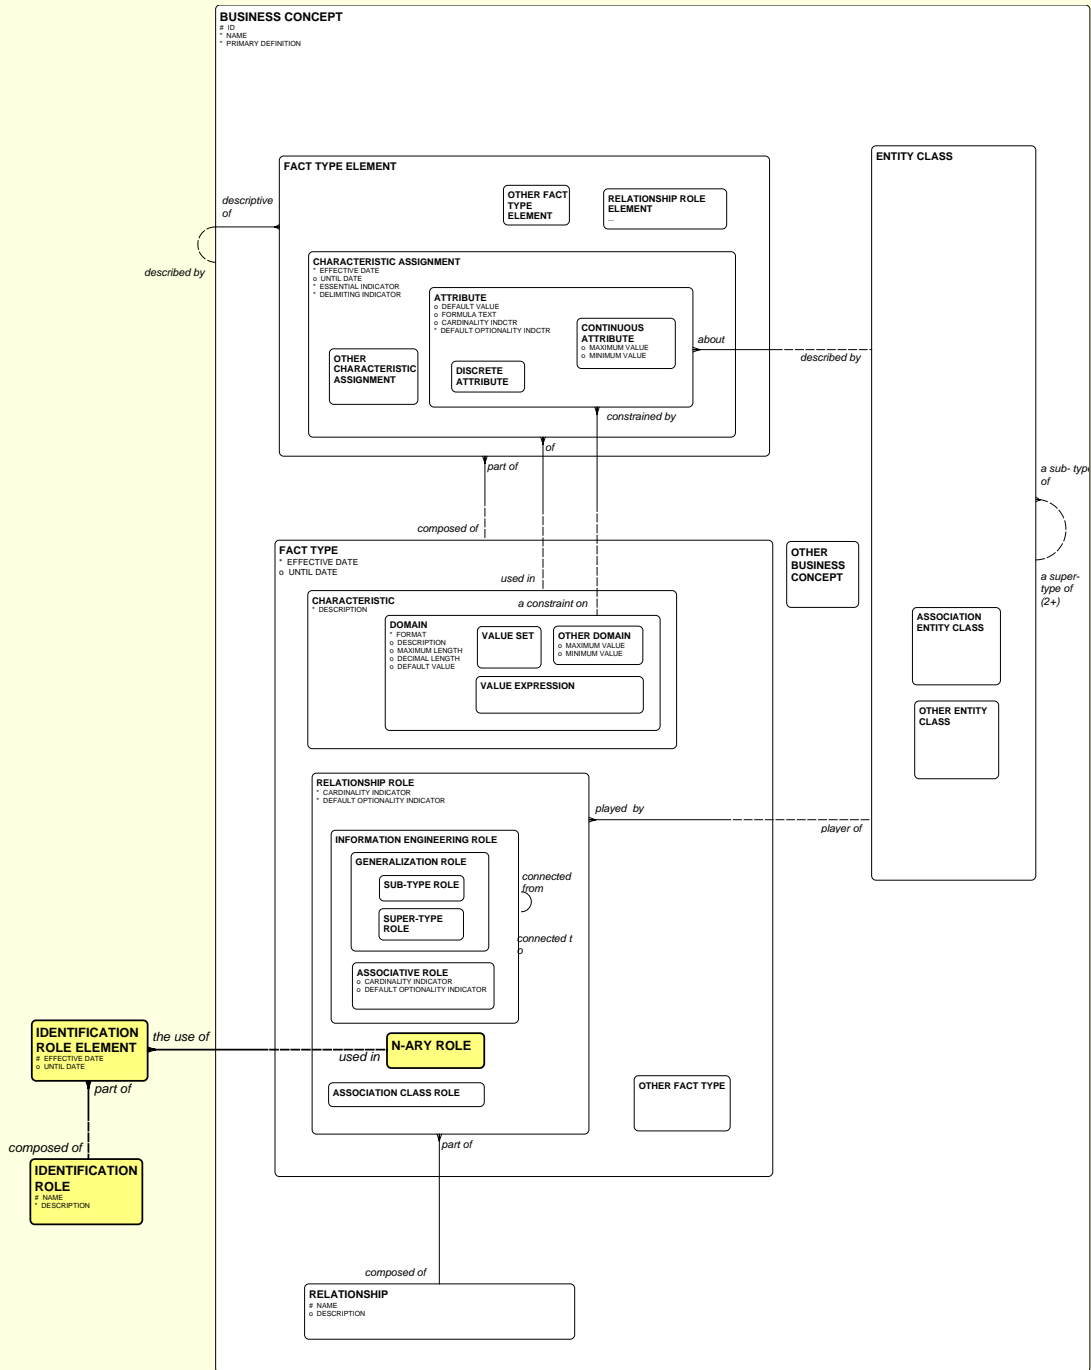 BUSINESS CONCEPT
# ID
* NAME
* PRIMARY DEFINITION
ENTITY CLASS
FACT TYPE ELEMENT
OTHER FACT
TYPE
ELEMENT
RELATIONSHIP ROLE
ELEMENT
...
descriptive
of
described by
CHARACTERISTIC ASSIGNMENT
* EFFECTIVE DATE
o UNTIL DATE
* ESSENTIAL INDICATOR
* DELIMITING INDICATOR
ATTRIBUTE
o DEFAULT VALUE
o FORMULA TEXT
o CARDINALITY INDCTR
* DEFAULT OPTIONALITY INDCTR
CONTINUOUS
ATTRIBUTE
o MAXIMUM VALUE
o MINIMUM VALUE
about
described by
OTHER
CHARACTERISTIC
ASSIGNMENT
DISCRETE
ATTRIBUTE
constrained by
of
part of
a sub- type
of
composed of
FACT TYPE
* EFFECTIVE DATE
o UNTIL DATE
OTHER
BUSINESS
CONCEPT
used in
a super-
type of
(2+)
CHARACTERISTIC
* DESCRIPTION
a constraint on
DOMAIN
* FORMAT
o DESCRIPTION
o MAXIMUM LENGTH
o DECIMAL LENGTH
o DEFAULT VALUE
VALUE SET
OTHER DOMAIN
o MAXIMUM VALUE
o MINIMUM VALUE
VALUE EXPRESSION
ASSOCIATION
ENTITY CLASS
OTHER ENTITY
CLASS
RELATIONSHIP ROLE
* CARDINALITY INDICATOR
* DEFAULT OPTIONALITY INDICATOR
played by
player of
INFORMATION ENGINEERING ROLE
GENERALIZATION ROLE
SUB-TYPE ROLE
SUPER-TYPE
ROLE
connected
from
connected t
o
ASSOCIATIVE ROLE
o CARDINALITY INDICATOR
o DEFAULT OPTIONALITY INDICATOR
IDENTIFICATION
ROLE ELEMENT
# EFFECTIVE DATE
o UNTIL DATE
the use of
used in
N-ARY ROLE
part of
ASSOCIATION CLASS ROLE
OTHER FACT TYPE
composed of
part of
IDENTIFICATION
ROLE
# NAME
* DESCRIPTION
composed of
RELATIONSHIP
# NAME
o DESCRIPTION